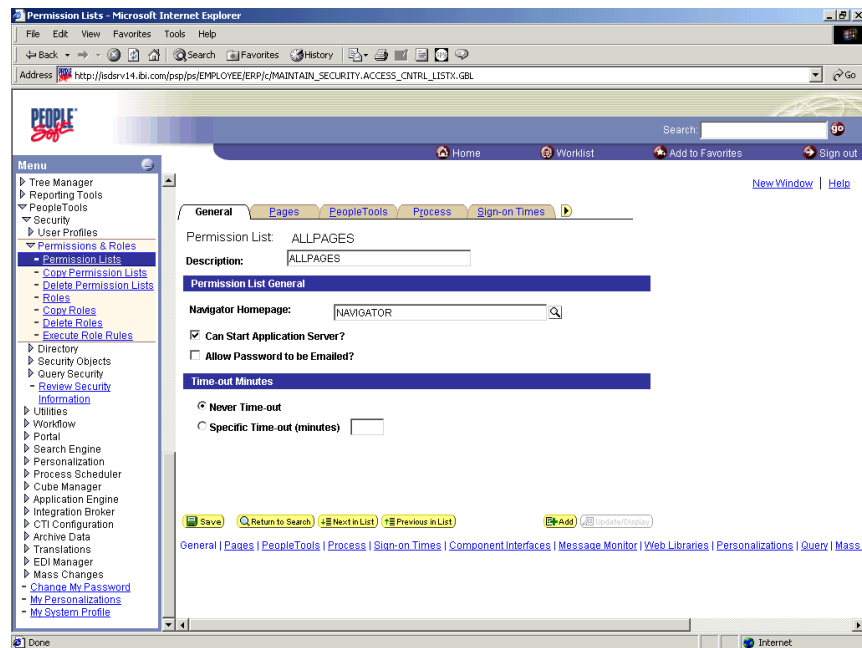 Permission Lists - Microsoft Internet Explorer
File Edit View Favorites Tools Help
Back Search Favorites History
Address http://isdsrv14.ibi.com/psp/ps/EMPLOYEE/ERP/c/MAINTAIN_SECURITY.ACCESS_CNTRL_LISTX.GBL Go
PEOPLE Soft
Search: go
Home Worklist Add to Favorites Sign out
Menu
Tree Manager
Reporting Tools
PeopleTools
Security
User Profiles
Permissions & Roles
- Permission Lists
- Copy Permission Lists
- Delete Permission Lists
- Roles
- Copy Roles
- Delete Roles
- Execute Role Rules
Directory
Security Objects
Query Security
- Review Security
Information
Utilities
Workflow
Portal
Search Engine
Personalization
Process Scheduler
Cube Manager
Application Engine
Integration Broker
CTI Configuration
Archive Data
Translations
EDI Manager
Mass Changes
- Change My Password
- My Personalizations
- My System Profile
New Window | Help
General Pages PeopleTools Process Sign-on Times
Permission List: ALLPAGES
Description: ALLPAGES
Permission List General
Navigator Homepage: NAVIGATOR
Can Start Application Server?
Allow Password to be Emailed?
Time-out Minutes
Never Time-out
Specific Time-out (minutes)
Save Return to Search Next in List Previous in List Add Update/Display
General | Pages | PeopleTools | Process | Sign-on Times | Component Interfaces | Message Monitor | Web Libraries | Personalizations | Query | Mass
Done Internet